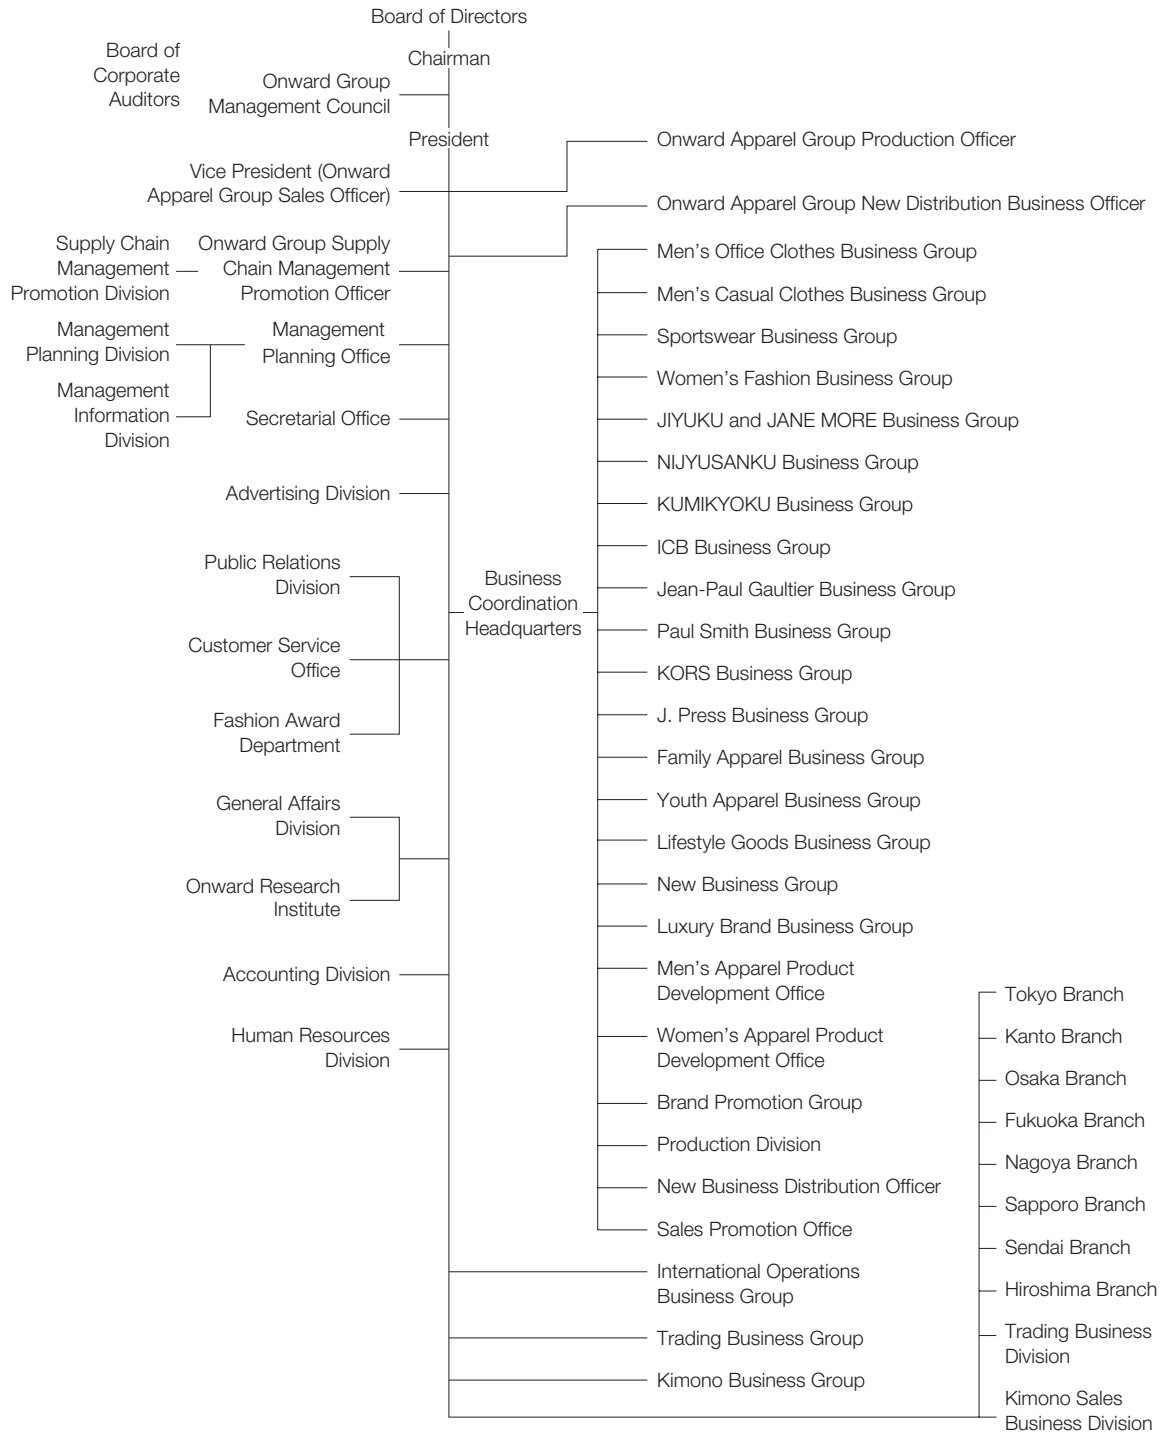 Board of Directors
Chairman
Board of
Corporate
Auditors
Onward Group
Management Council
President
Vice President (Onward
Apparel Group Sales Officer)
Onward Apparel Group Production Officer
Onward Apparel Group New Distribution Business Officer
Supply Chain
Management
Promotion Division
Onward Group Supply
Chain Management
Promotion Officer
Management
Planning Division
Management
Planning Office
Management
Information
Division
Secretarial Office
Advertising Division
Public Relations
Division
Customer Service
Office
Fashion Award
Department
General Affairs
Division
Onward Research
Institute
Accounting Division
Human Resources
Division
Business
Coordination
Headquarters
Men's Office Clothes Business Group
Men's Casual Clothes Business Group
Sportswear Business Group
Women's Fashion Business Group
JIYUKU and JANE MORE Business Group
NIJYUSANKU Business Group
KUMIKYOKU Business Group
ICB Business Group
Jean-Paul Gaultier Business Group
Paul Smith Business Group
KORS Business Group
J. Press Business Group
Family Apparel Business Group
Youth Apparel Business Group
Lifestyle Goods Business Group
New Business Group
Luxury Brand Business Group
Men's Apparel Product
Development Office
Women's Apparel Product
Development Office
Brand Promotion Group
Production Division
New Business Distribution Officer
Sales Promotion Office
International Operations
Business Group
Trading Business Group
Kimono Business Group
Tokyo Branch
Kanto Branch
Osaka Branch
Fukuoka Branch
Nagoya Branch
Sapporo Branch
Sendai Branch
Hiroshima Branch
Trading Business
Division
Kimono Sales
Business Division